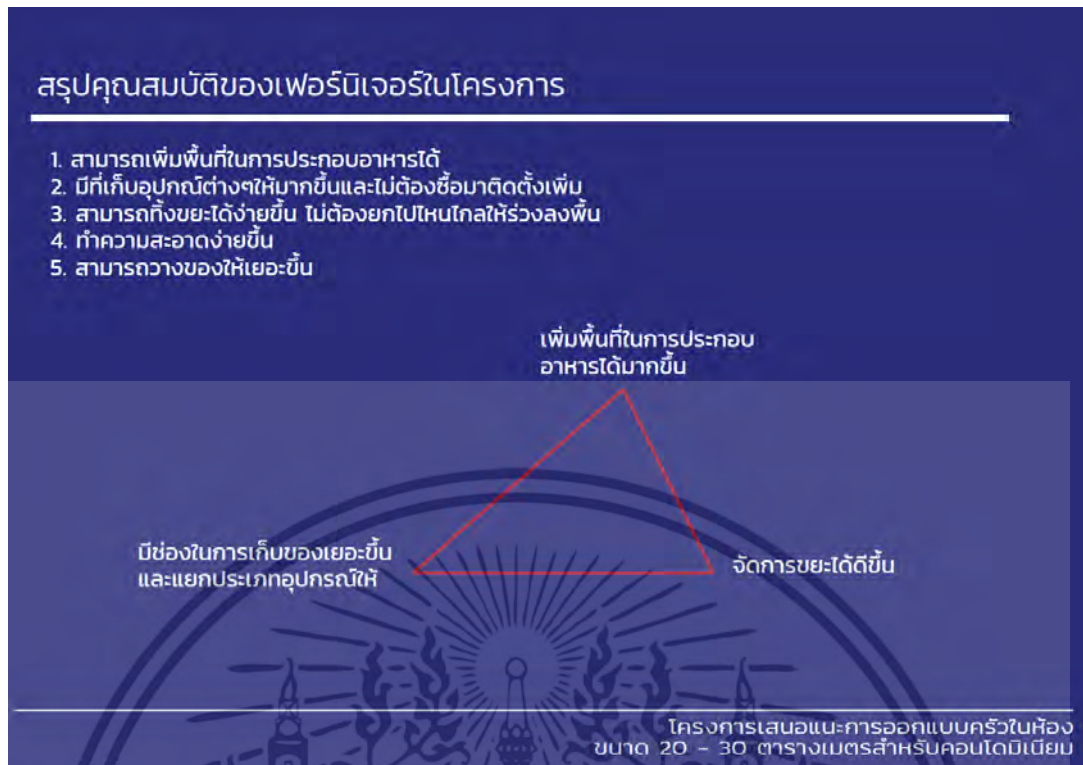 สรุปคุณสมบัติของเฟอร์นิเจอร์ในโครงการ
1. สามารถเพิ่มพื้นที่ในการประกอบอาหารได้
2. มีที่เก็บอุปกณ์ต่างๆให้มากขึ้นและไม่ต้องซื้อมาติดตั้งเพิ่ม
3. สามารถทิ้งขยะได้ง่ายขึ้น ไม่ต้องยกไปไหนไกลให้ร่วงลงพื้น
4. ทำความสะอาดง่ายขึ้น
5. สามารถวางของให้เยอะขึ้น
เพิ่มพื้นที่ในการประกอบ
อาหารได้มากขึ้น
มีช่องในการเก็บของเยอะขึ้น
และแยกประเภทอุปกรณ์ให้
จัดการขยะได้ดีขึ้น
โครงการเสนอแนะการออกแบบครัวในห้อง
ขนาด 20 - 30 ตารางเมตรสำหรับคอนโดมิเนียม